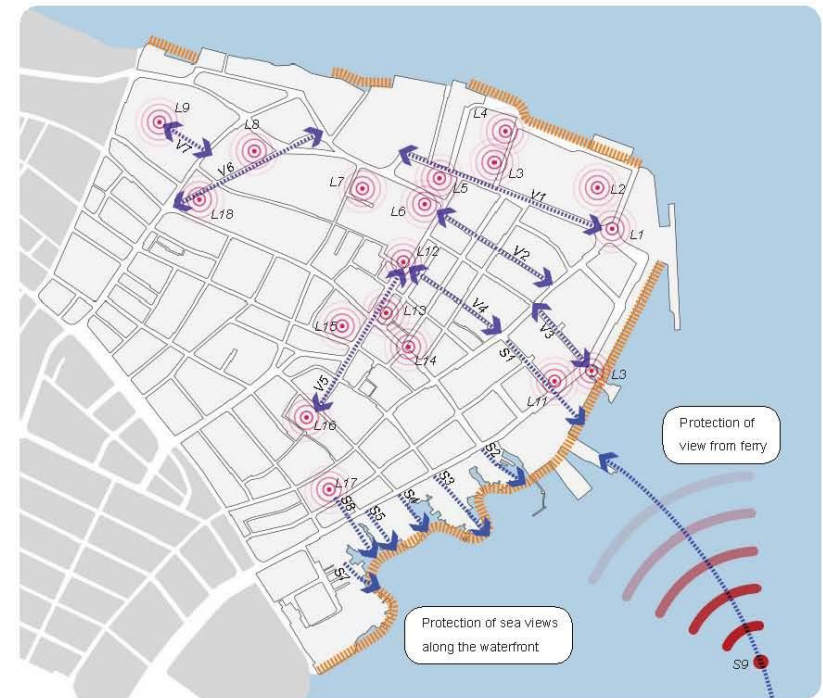 L9
L8
V7
V6
L18
L4
L3
L7
L5
L6
V1
L2
L1
L12
V2
L13
V4
L15
L14
V3
S1
L3
L11
V5
L16
Protection of
view from ferry
L17
S2
S3
S4
S5
S8
S7
Protection of sea views
along the waterfront
S9